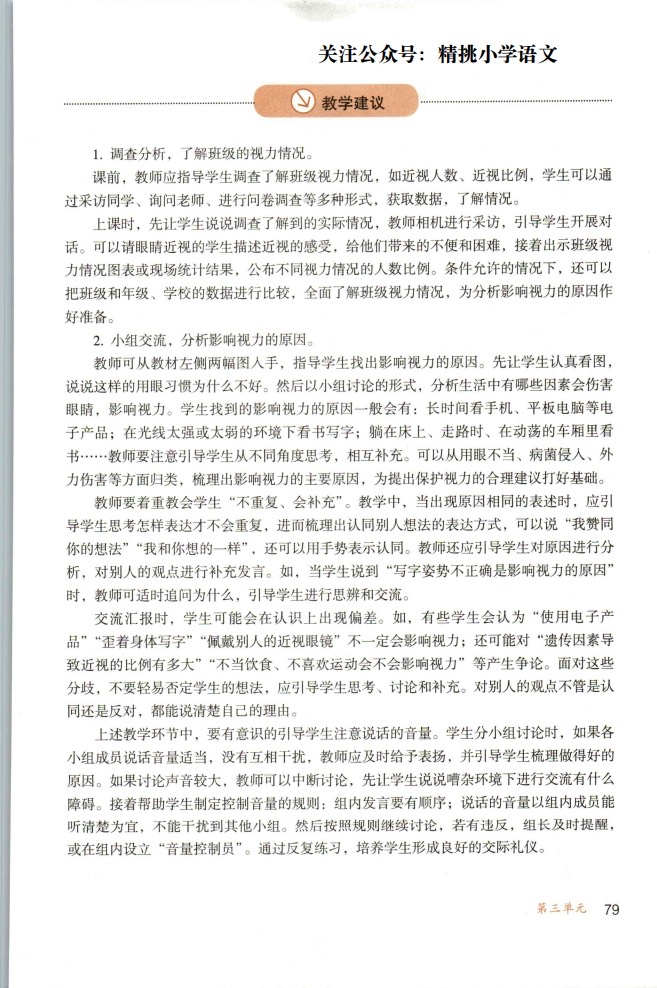 关注公众号：精挑小学语文
教学建议
1. 调查分析，了解班级的视力情况。
课前，教师应指导学生调查了解班级视力情况，如近视人数、近视比例，学生可以通
过采访同学、询问老师、进行问卷调查等多种形式，获取数据，了解情况。
上课时，先让学生说说调查了解到的实际情况，教师相机进行采访，引导学生开展对
话。可以请眼睛近视的学生描述近视的感受，给他们带来的不便和困难，接着出示班级视
力情况图表或现场统计结果，公布不同视力情况的人数比例。条件允许的情况下，还可以
把班级和年级、学校的数据进行比较，全面了解班级视力情况，为分析影响视力的原因作
好准备。
2. 小组交流，分析影响视力的原因。
教师可从教材左侧两幅图入手，指导学生找出影响视力的原因。先让学生认真看图，
说说这样的用眼习惯为什么不好。然后以小组讨论的形式，分析生活中有哪些因素会伤害
眼睛，影响视力。学生找到的影响视力的原因一般会有：长时间看手机、平板电脑等电
子产品；在光线太强或太弱的环境下看书写字；躺在床上、走路时、在动荡的车厢里看
书……教师要注意引导学生从不同角度思考，相互补充。可以从用眼不当、病菌侵入、外
力伤害等方面归类，梳理出影响视力的主要原因，为提出保护视力的合理建议打好基础。
教师要着重教会学生“不重复、会补充”。教学中，当出现原因相同的表述时，应引
导学生思考怎样表达才不会重复，进而梳理出认同别人想法的表达方式，可以说“我赞同
你的想法”“我和你想的一样”，还可以用手势表示认同。教师还应引导学生对原因进行分
析，对别人的观点进行补充发言。如，当学生说到“写字姿势不正确是影响视力的原因”
时，教师可适时追问为什么，引导学生进行思辨和交流。
交流汇报时，学生可能会在认识上出现偏差。如，有些学生会认为“使用电子产
品”“歪着身体写字”“佩戴别人的近视眼镜”不一定会影响视力；还可能对“遗传因素导
致近视的比例有多大”“不当饮食、不喜欢运动会不会影响视力”等产生争论。面对这些
分歧，不要轻易否定学生的想法，应引导学生思考、讨论和补充。对别人的观点不管是认
同还是反对，都能说清楚自己的理由。
上述教学环节中，要有意识的引导学生注意说话的音量。学生分小组讨论时，如果各
小组成员说话音量适当，没有互相干扰，教师应及时给予表扬，并引导学生梳理做得好的
原因。如果讨论声音较大，教师可以中断讨论，先让学生说说嘈杂环境下进行交流有什么
障碍。接着帮助学生制定控制音量的规则：组内发言要有顺序；说话的音量以组内成员能
听清楚为宜，不能干扰到其他小组。然后按照规则继续讨论，若有违反，组长及时提醒，
或在组内设立“音量控制员”。通过反复练习，培养学生形成良好的交际礼仪。
第三单元 79